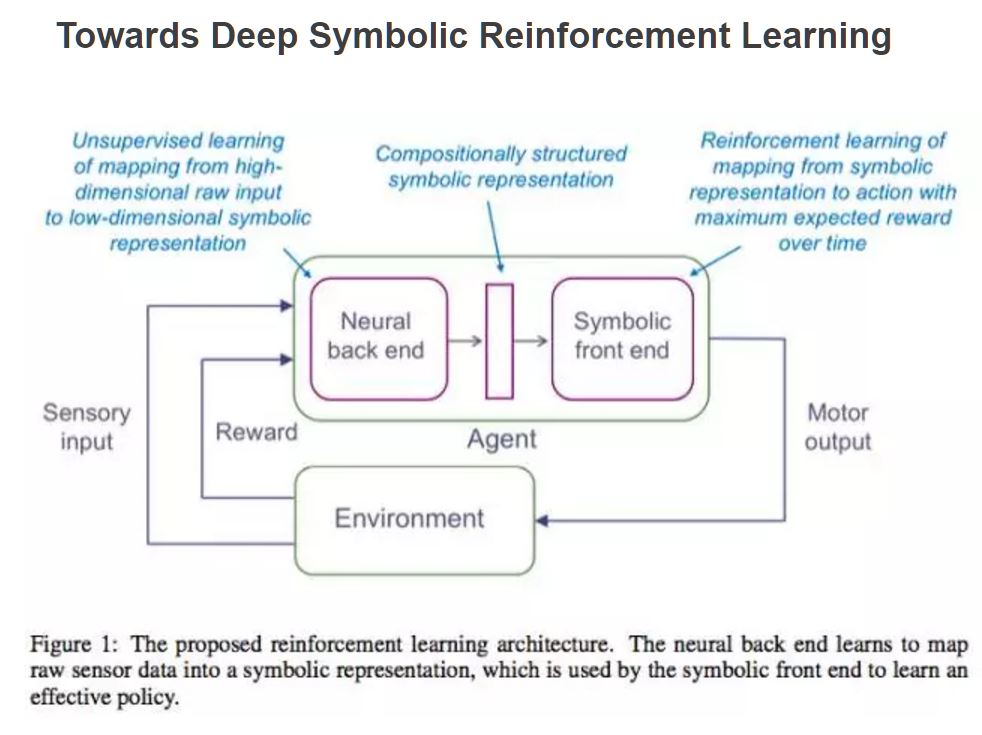 Towards Deep Symbolic Reinforcement Learning
Unsupervised learning
of mapping from high-
dimensional raw input
to low-dimensional symbolic
representation
Compositionally structured
symbolic representation
Reinforcement learning of
mapping from symbolic
representation to action with
maximum expected reward
over time
Neural
back end
Symbolic
front end
Sensory
input
Reward
Agent
Motor
output
Environment
Figure 1: The proposed reinforcement learning architecture. The neural back end learns to map
raw sensor data into a symbolic representation, which is used by the symbolic front end to learn an
effective policy.